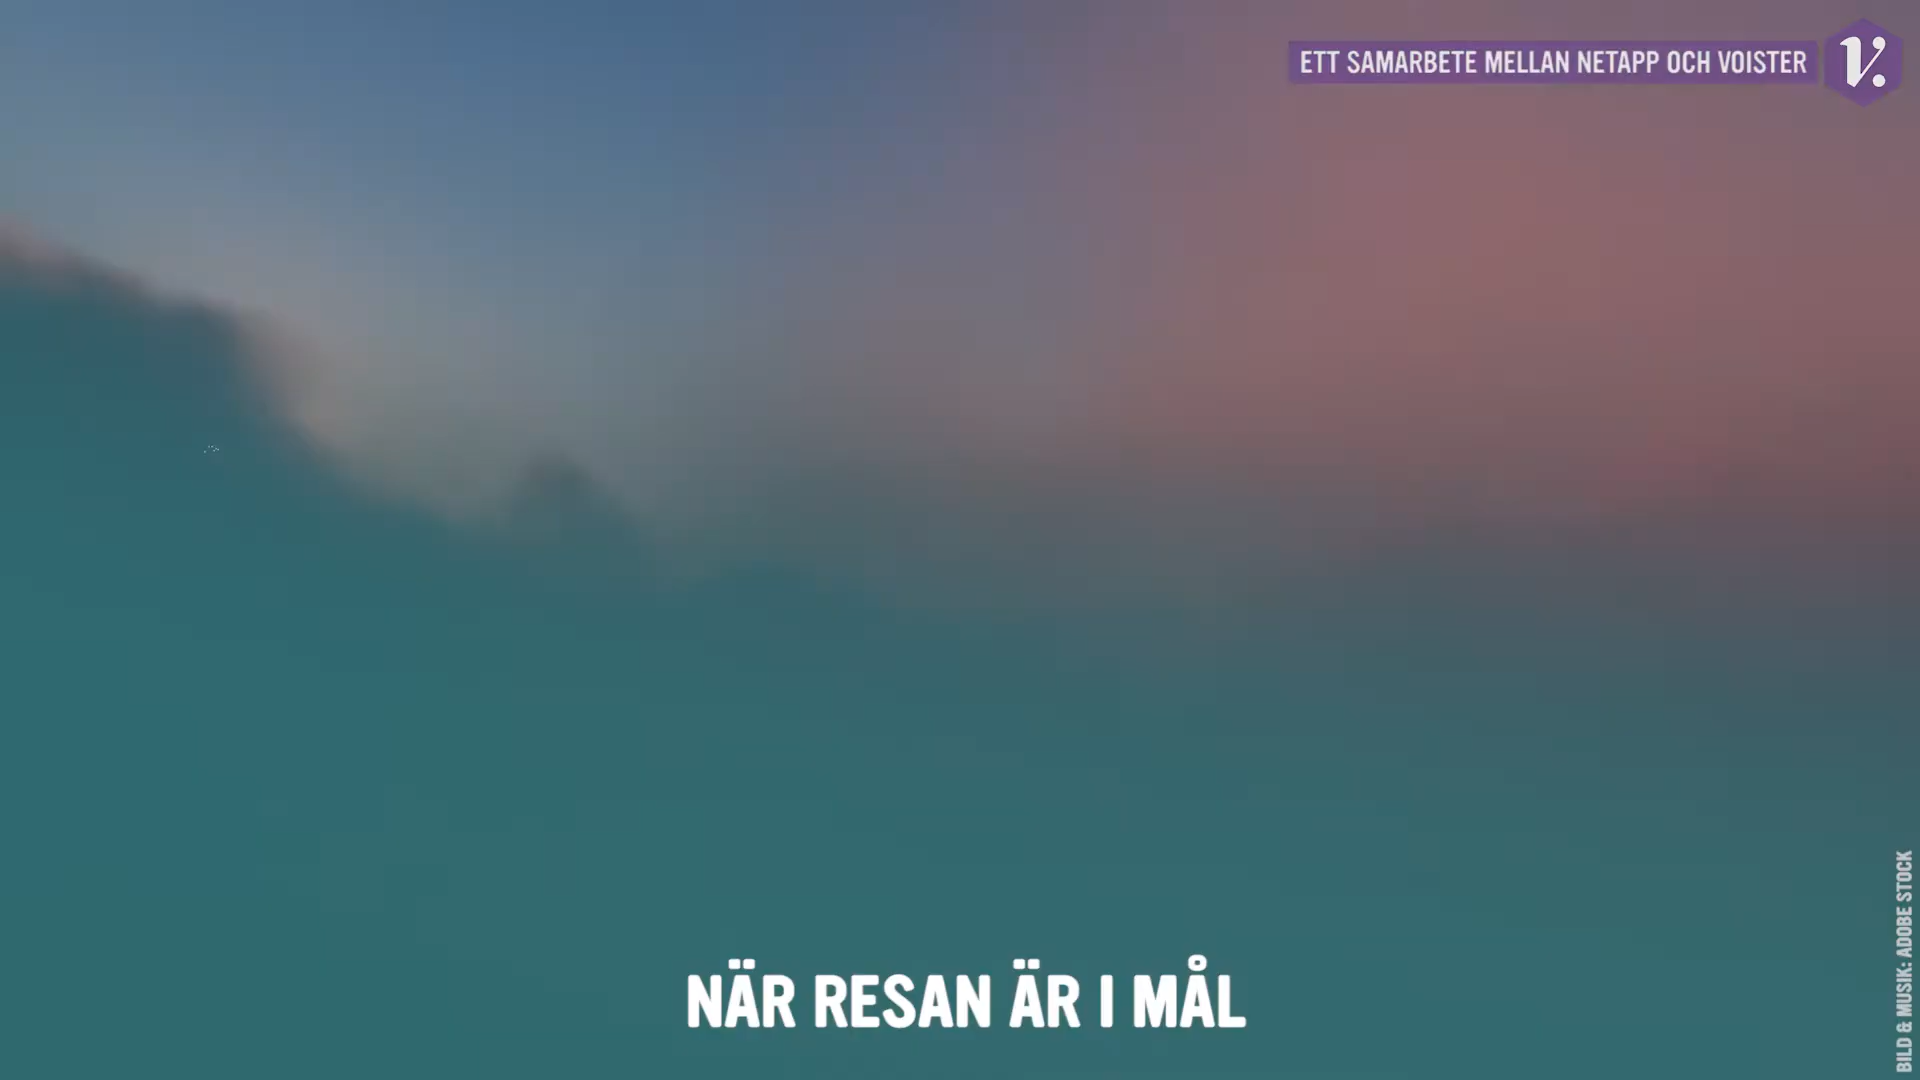 ETT SAMARBETE MELLAN NETAPP OCH VOISTER
V.
NÄR RESAN ÄR I MÅL
BILD & MUSIK: ADOBE STOCK